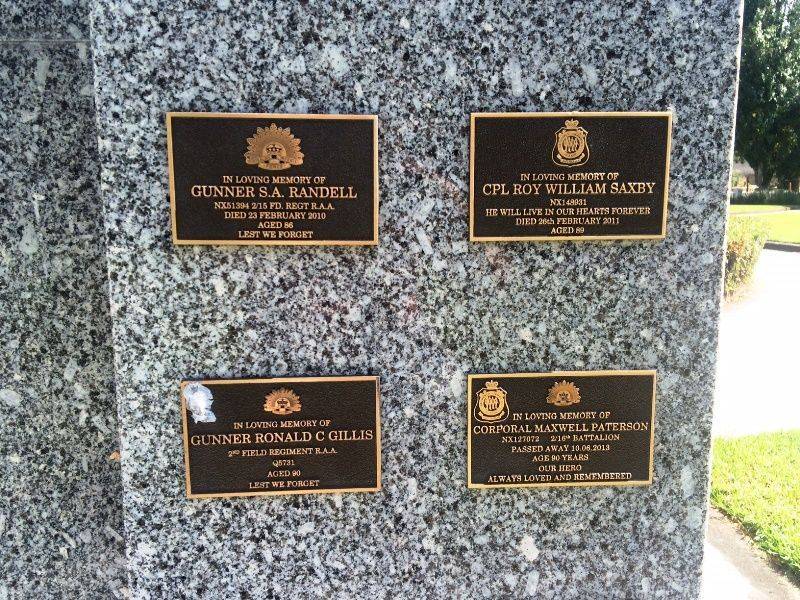 IN LOVING MEMORY OF
GUNNER S.A. RANDELL
NX51394 2/15 FD. REGT R.A.A.
DIED 23 FEBRUARY 2010
AGED 86
LEST WE FORGET
IN LOVING MEMORY OF
CPL ROY WILLIAM SAXBY
NX148931
HE WILL LIVE IN OUR HEARTS FOREVER
DIED 26th FEBRUARY 2011
AGED 89
IN LOVING MEMORY OF
GUNNER RONALD C GILLIS
2ND FIELD REGIMENT R.A.A.
Q5731
AGED 90
LEST WE FORGET
IN LOVING MEMORY OF
CORPORAL MAXWELL PATERSON
NX127072 2/16th BATTALION
PASSED AWAY 10.06.2013
AGE 90 YEARS
OUR HERO
ALWAYS LOVED AND REMEMBERED